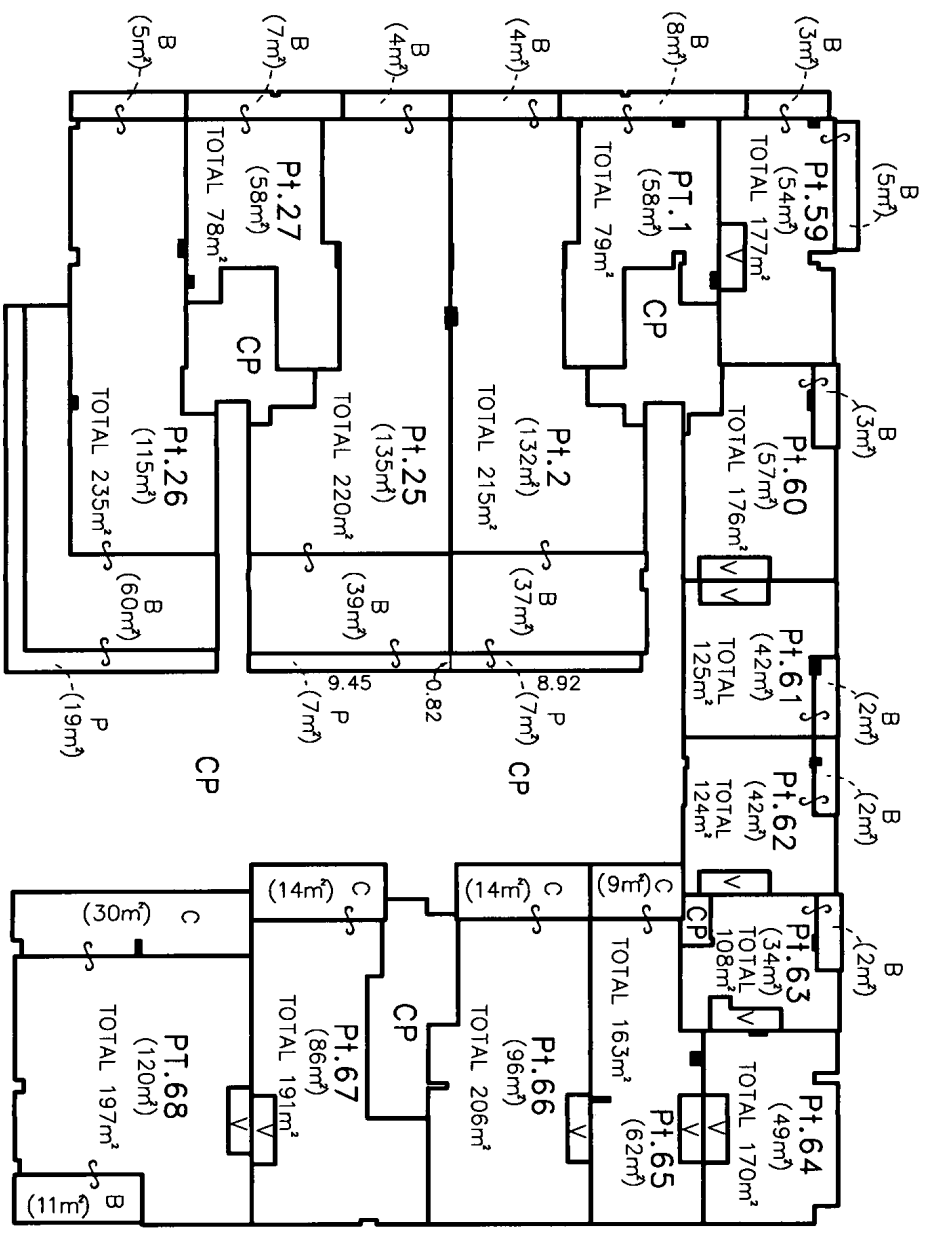 B
(5m²)
B
(7m²)
B
(4m²)
B
(4m²)
B
(8m²)
B
(3m²)
B
(5m²)
Pt.59
(54m²)
TOTAL 177m²
V
PT.1
(58m²)
TOTAL 79m²
CP
Pt.27
(58m²)
TOTAL 78m²
CP
B
(3m²)
Pt.60
(57m²)
TOTAL 176m²
V
Pt.2
(132m²)
TOTAL 215m²
Pt.25
(135m²)
TOTAL 220m²
Pt.26
(115m²)
TOTAL 235m²
B
(37m²)
B
(39m²)
B
(60m²)
8.92
0.82
9.45
P
(7m²)
P
(7m²)
P
(19m²)
CP
CP
V
Pt.61
(42m²)
TOTAL
125m²
B
(2m²)
Pt.62
(42m²)
TOTAL
124m²
V
B
(2m²)
CP
Pt.63
(34m²)
TOTAL
108m²
V
B
(2m²)
Pt.64
(49m²)
TOTAL 170m²
V
C
(9m²)
TOTAL 163m²
Pt.65
(62m²)
V
C
(14m²)
Pt.66
(96m²)
TOTAL 206m²
V
CP
C
(14m²)
Pt.67
(86m²)
TOTAL 191m²
V
C
(30m²)
PT.68
(120m²)
TOTAL 197m²
V
B
(11m²)